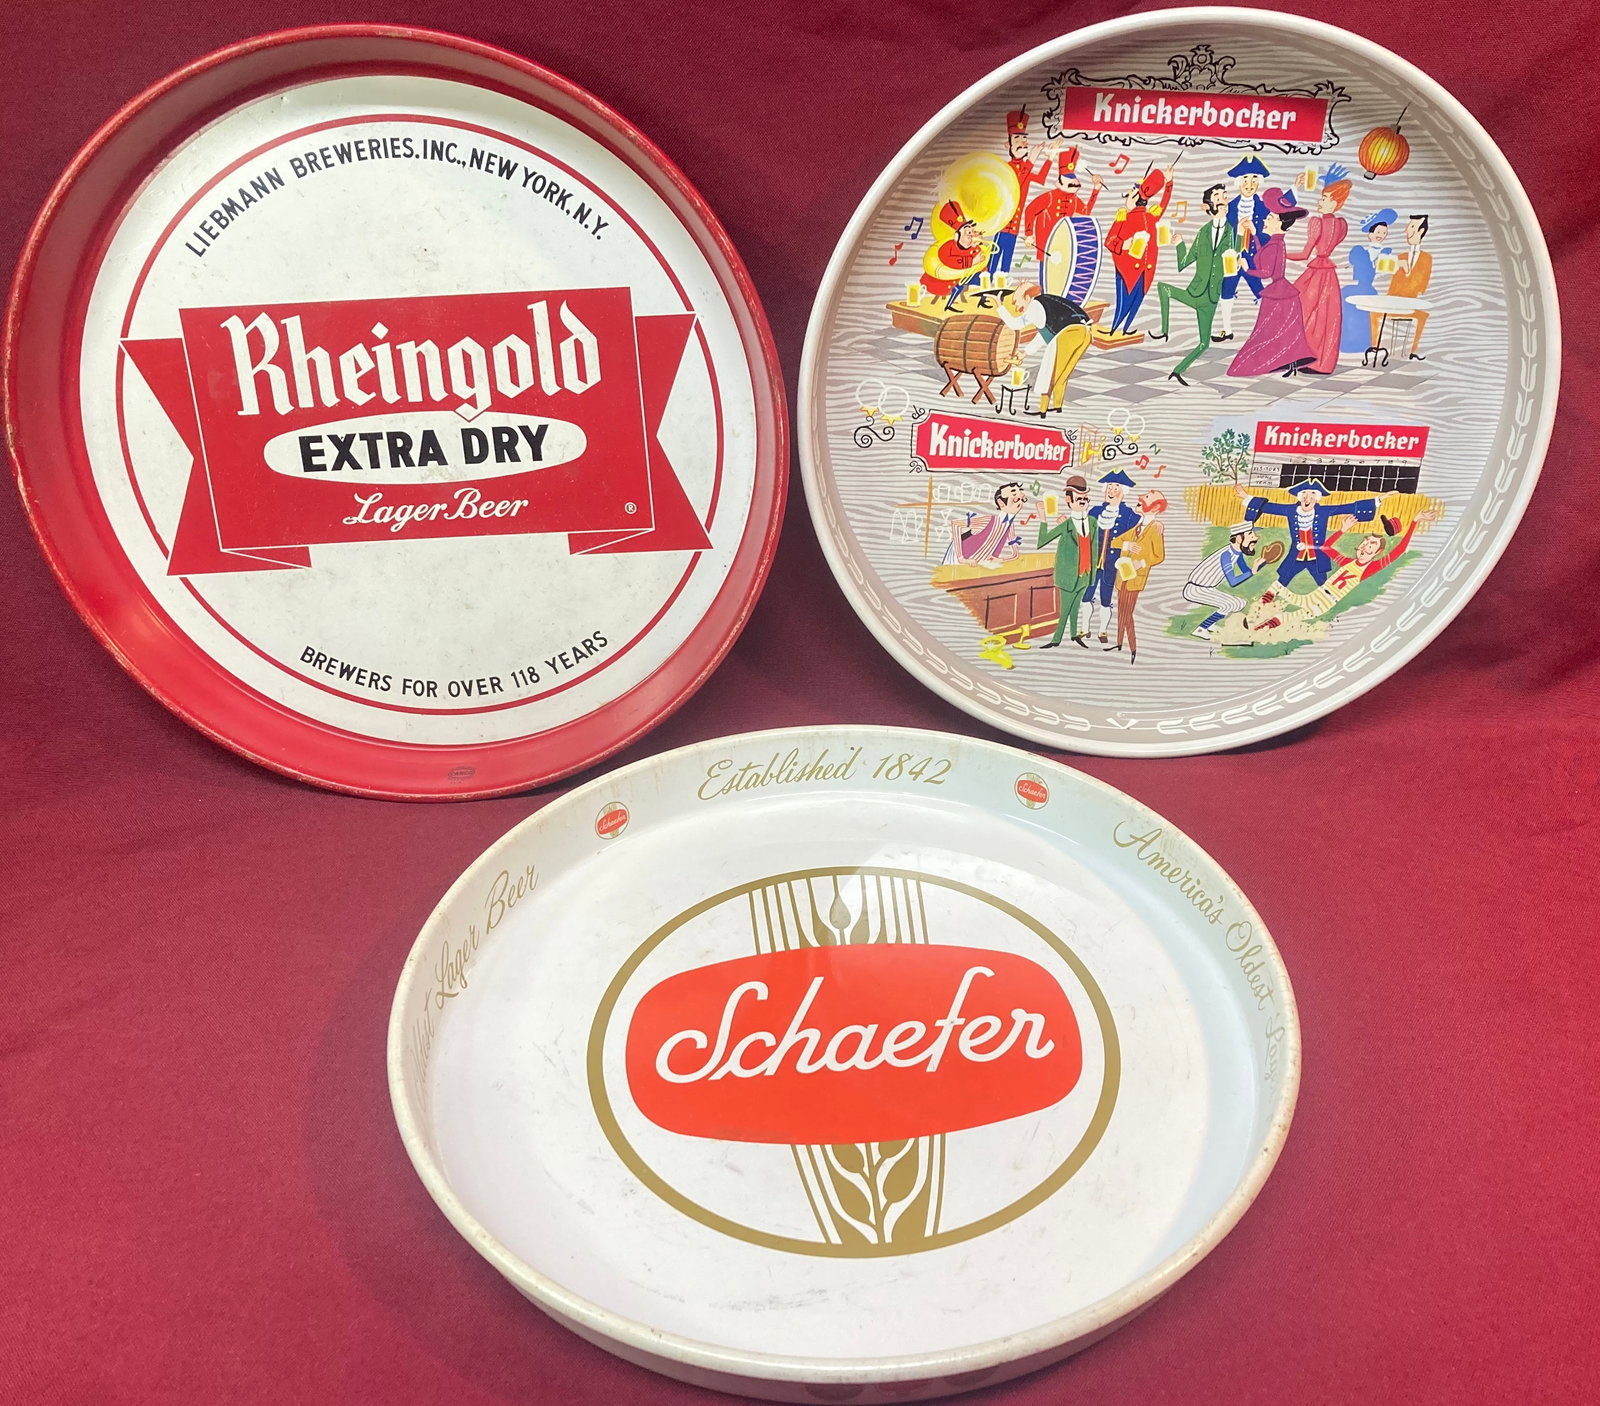 LIEBMANN BREWERIES.INC., NEW YORK, N.Y.
Rheingold
EXTRA DRY
Lager Beer
®
BREWERS FOR OVER 118 YEARS
Knickerbocker
Knickerbocker
Knickerbocker
K
Established 1842
Schaefer
Schaefer
America's Oldest
Lager Beer
Schaefer